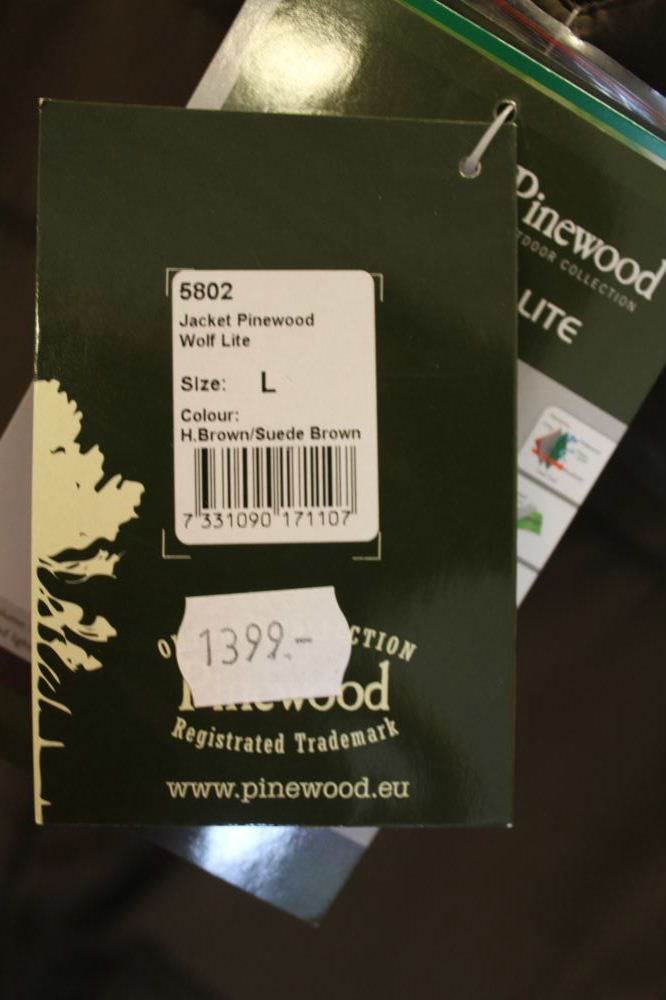 5802
Jacket Pinewood
Wolf Lite
Size: L
Colour:
H.Brown/Suede Brown
7 331090 171107
1399.-
Registrated Trademark
www.pinewood.eu
Pinewood
COLLECTION
LITE